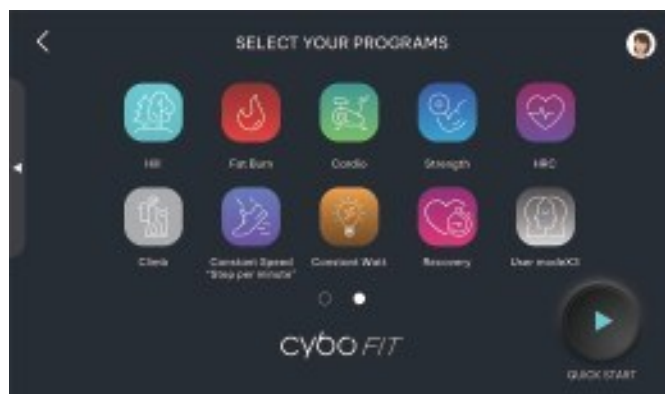 SELECT YOUR PROGRAMS
Hill
Fat Burn
Cardio
Strength
HRC
Climb
Constant Speed
"Step per minute"
Constant Watt
Recovery
User modeX3
cybo FIT
QUICK START